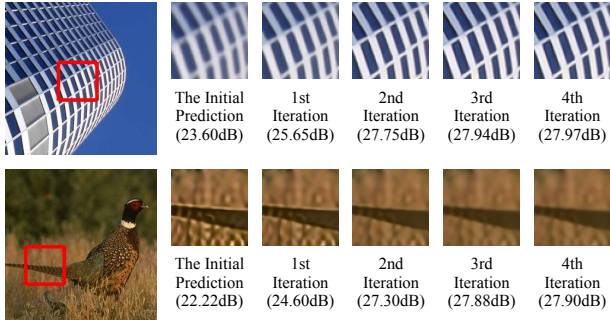 The Initial 1st 2nd 3rd 4th
Prediction Iteration Iteration Iteration Iteration
(23.60dB) (25.65dB) (27.75dB) (27.94dB) (27.97dB)
The Initial 1st 2nd 3rd 4th
Prediction Iteration Iteration Iteration Iteration
(22.22dB) (24.60dB) (27.30dB) (27.88dB) (27.90dB)